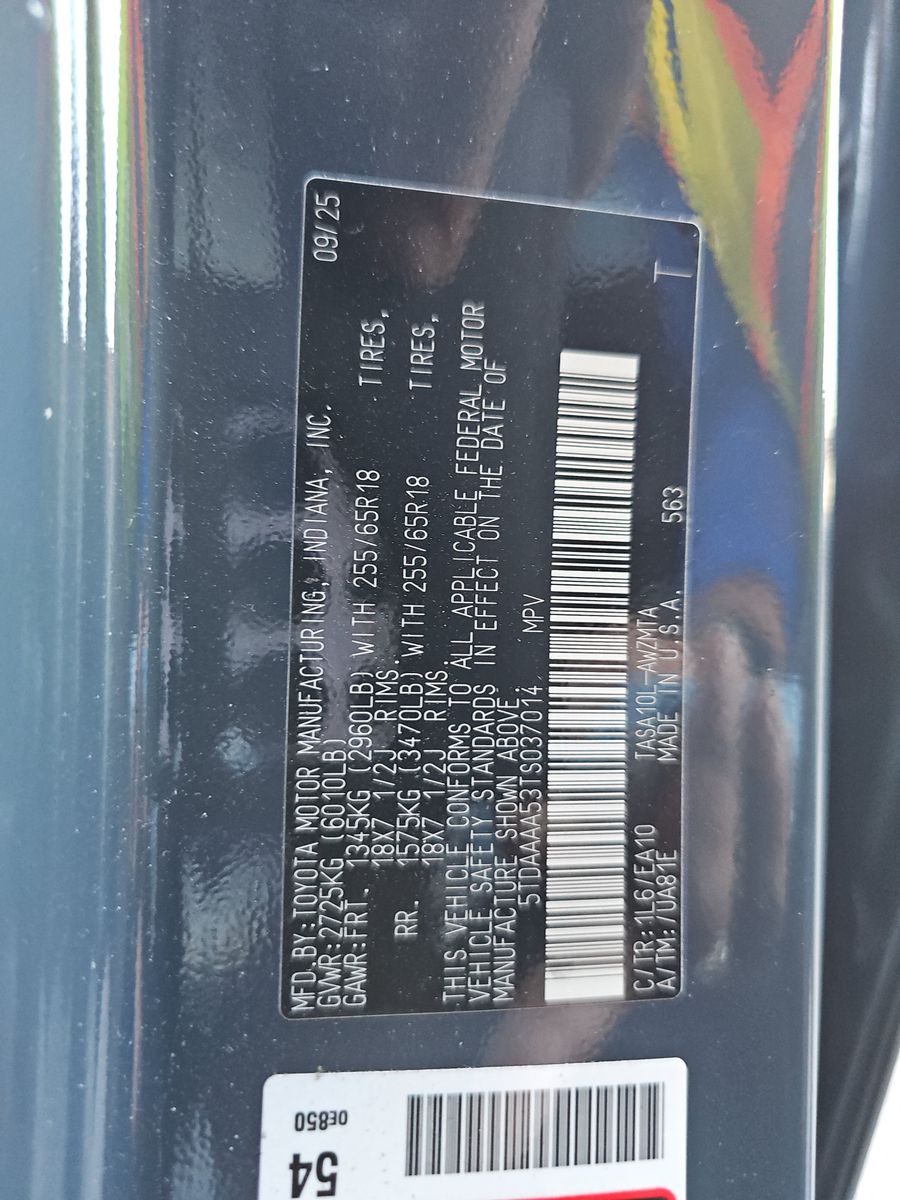 MFD.BY:TOYOTA MOTOR MANUFACTURING, INDIANA, INC. 09/25
GVWR:2725KG (6010LB)
GAWR:FRT. 1345KG (2960LB) WITH 255/65R18 TIRES,
18X7 1/2J RIMS.
RR. 1575KG (3470LB) WITH 255/65R18 TIRES,
18X7 1/2J RIMS.
THIS VEHICLE CONFORMS TO ALL APPLICABLE FEDERAL MOTOR
VEHICLE SAFETY STANDARDS IN EFFECT ON THE DATE OF
MANUFACTURE SHOWN ABOVE.
5TDAAAA53TS037014 MPV
C/TR:1L6/EA10 TASA10L-AWZMTA
A/TM:/UA81E MADE IN U.S.A. 563 T
0E850
54